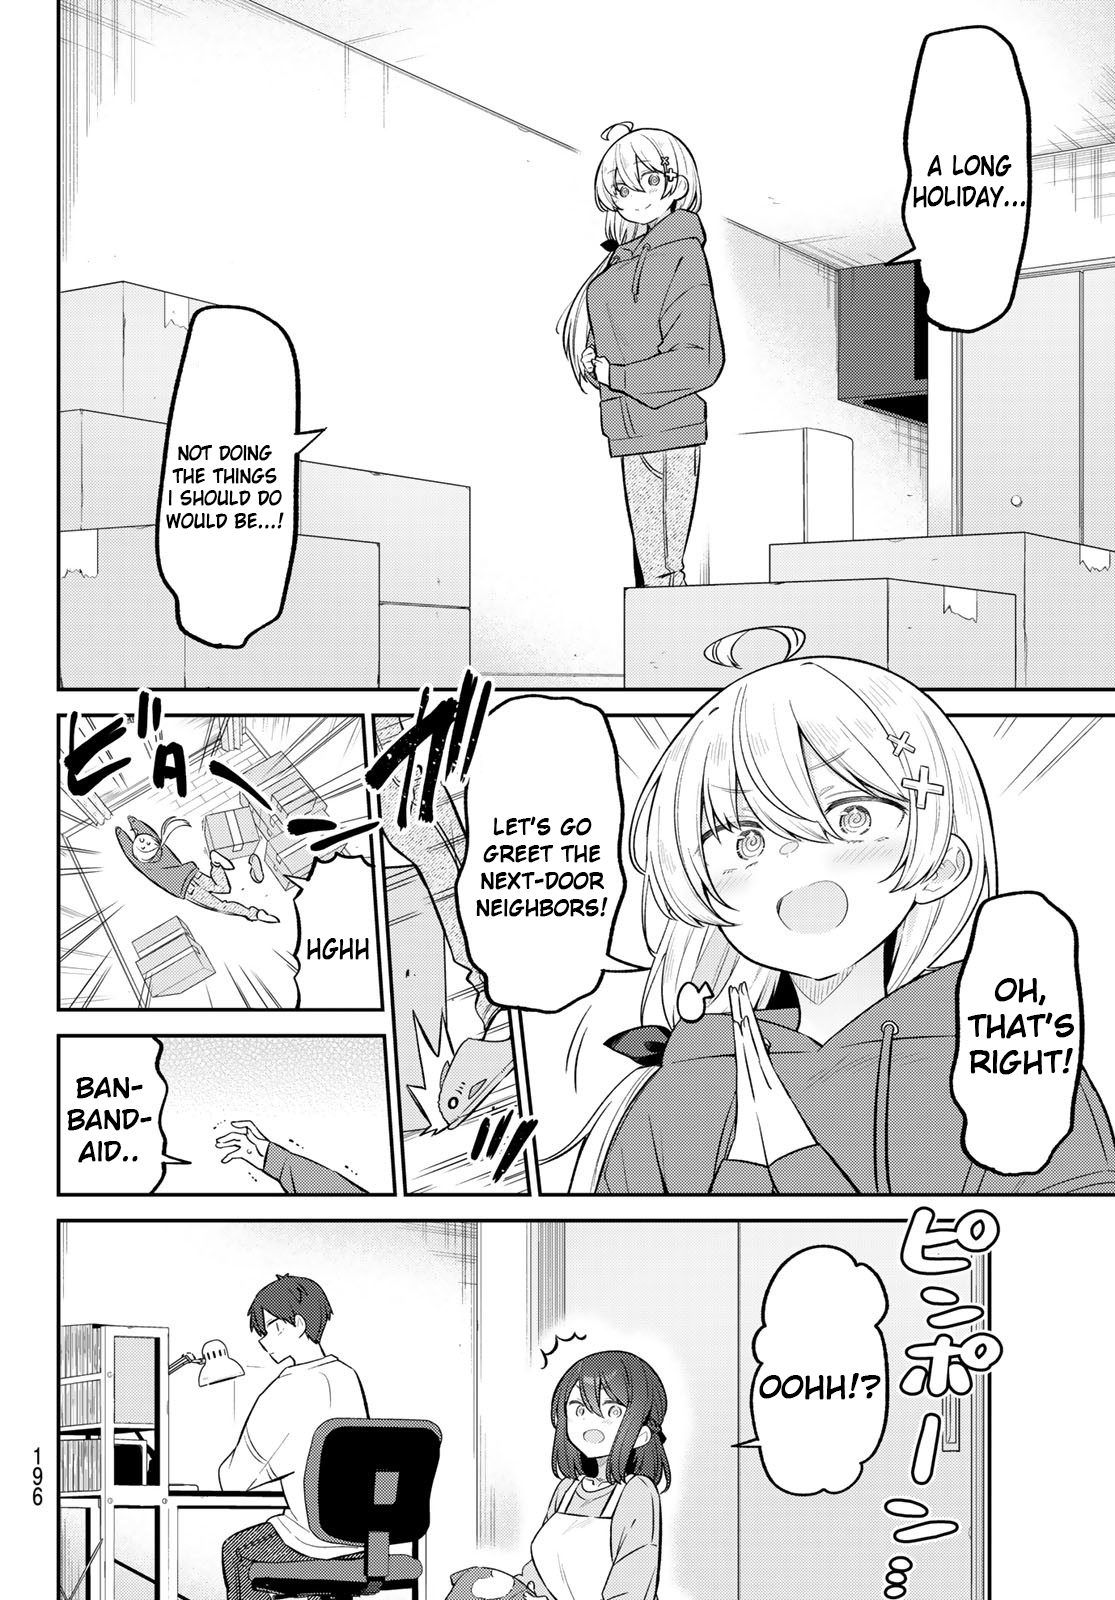 A LONG
HOLIDAY...
NOT DOING
THE THINGS
I SHOULD DO
WOULD BE...!
OH,
THAT'S
RIGHT!
LET'S GO
GREET THE
NEXT-DOOR
NEIGHBORS!
ビターン
HGHH
BAN-
BAND-
AID..
ピンポーン…
OOHH!?
196